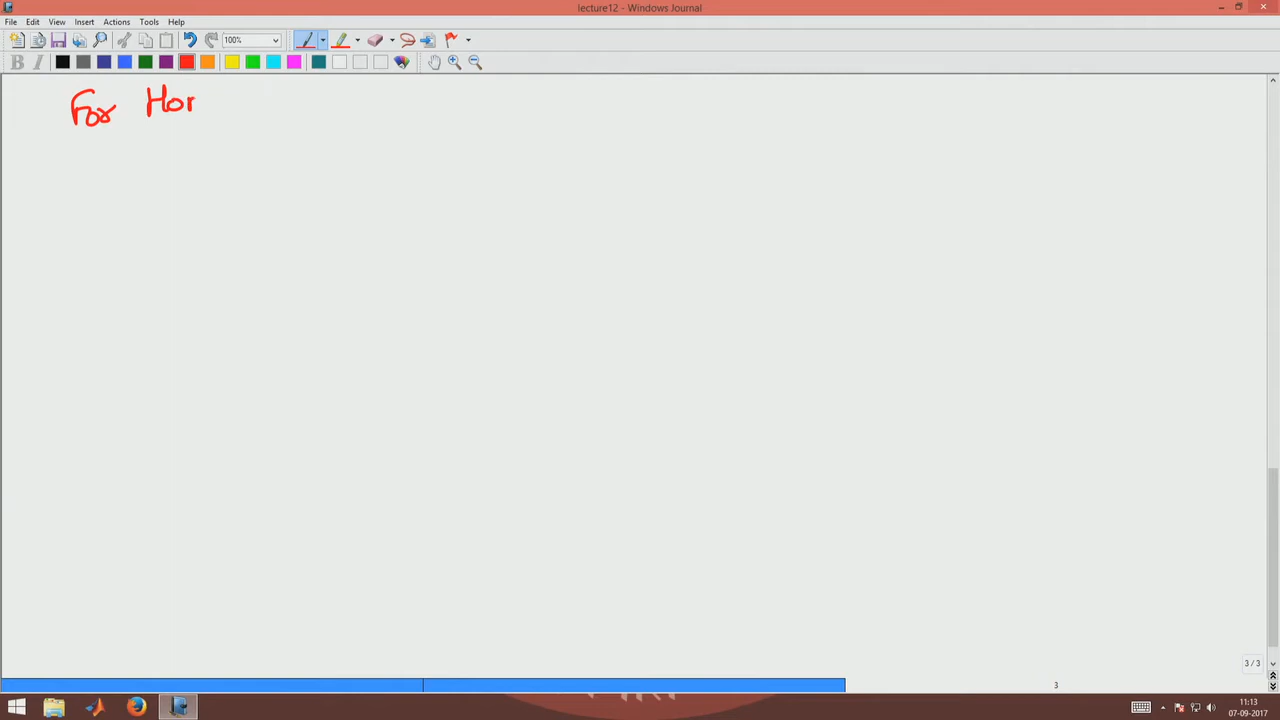 lecture12 - Windows Journal
File Edit View Insert Actions Tools Help
100%
B I
For Hor
3 / 3
3
11:13
07-09-2017